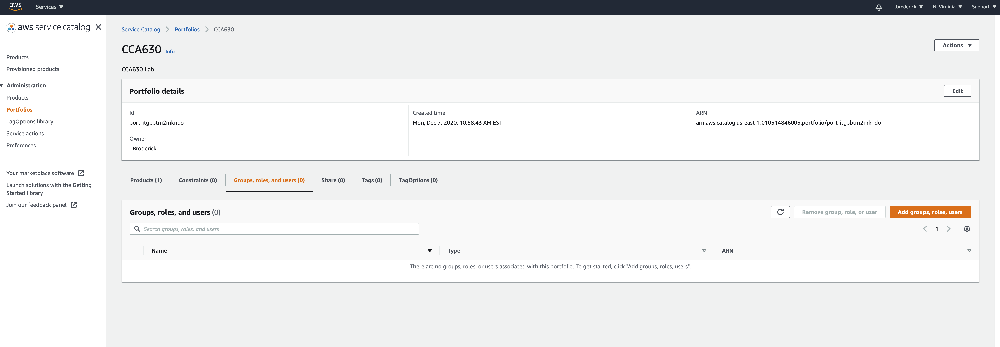 aws Services tbroderick N. Virginia Support
aws service catalog
Products
Provisioned products
Administration
Products
Portfolios
TagOptions library
Service actions
Preferences
Your marketplace software
Launch solutions with the Getting
Started library
Join our feedback panel
Service Catalog Portfolios CCA630
CCA630 Info
Actions
CCA630 Lab
Portfolio details
Edit
Id
port-itgpbtm2mkndo
Owner
TBroderick
Created time
Mon, Dec 7, 2020, 10:58:43 AM EST
ARN
arn:aws:catalog:us-east-1:010514846005:portfolio/port-itgpbtm2mkndo
Products (1) Constraints (0) Groups, roles, and users (0) Share (0) Tags (0) TagOptions (0)
Groups, roles, and users (0)
Remove group, role, or user Add groups, roles, users
Search groups, roles, and users
1
Name Type ARN
There are no groups, roles, or users associated with this portfolio. To get started, click "Add groups, roles, users".